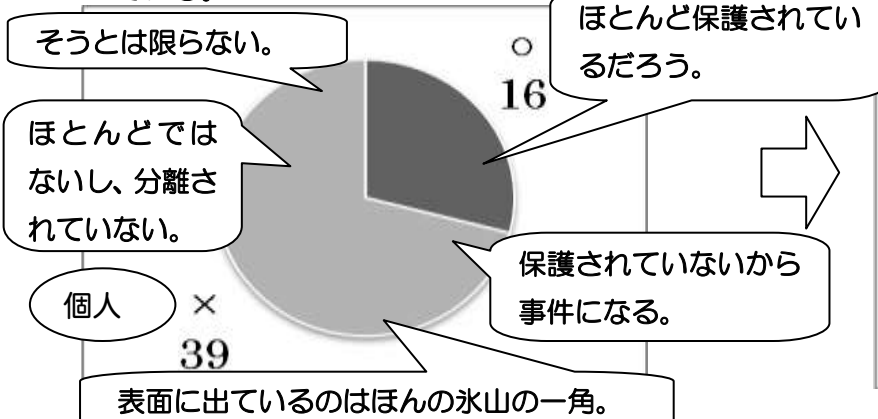 そうとは限らない。
○
16
ほとんど保護されてい
るだろう。
ほとんどでは
ないし、分離さ
れていない。
保護されていないから
事件になる。
個人
×
39
表面に出ているのはほんの氷山の一角。